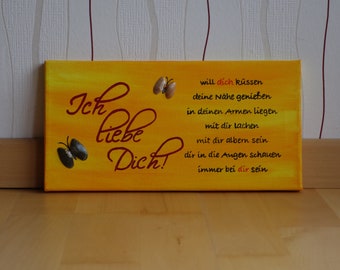 Ich
liebe
Dich!
will dich küssen
deine Nähe genießen
in deinen Armen liegen
mit dir lachen
mit dir albern sein
dir in die Augen schauen
immer bei dir sein